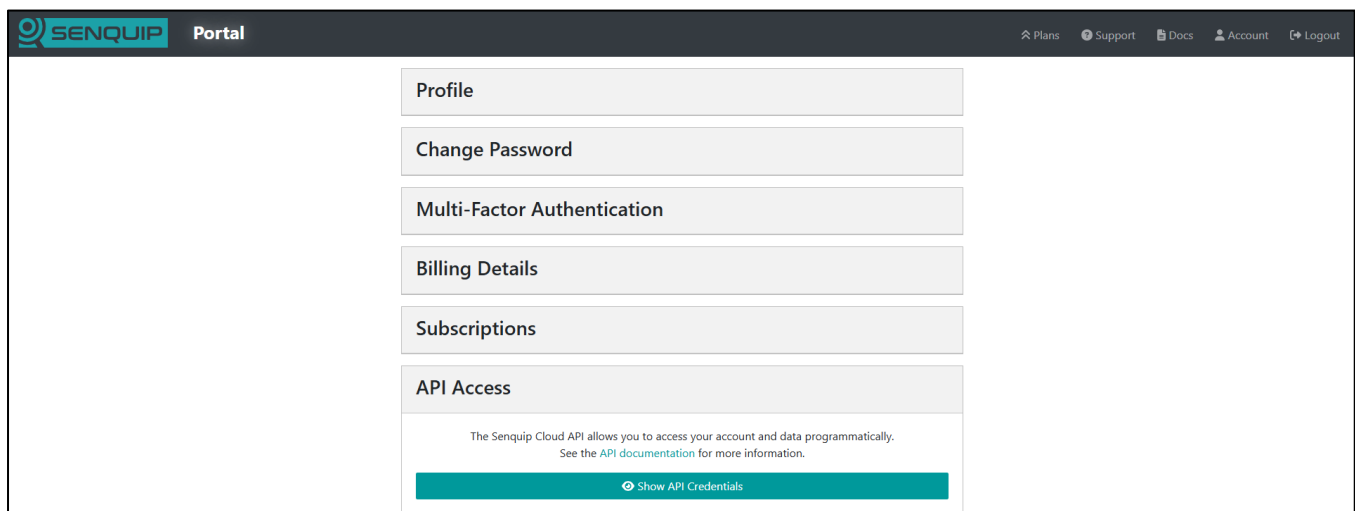 SENQUIP Portal Plans Support Docs Account Logout
Profile
Change Password
Multi-Factor Authentication
Billing Details
Subscriptions
API Access
The Senquip Cloud API allows you to access your account and data programmatically.
See the API documentation for more information.
Show API Credentials